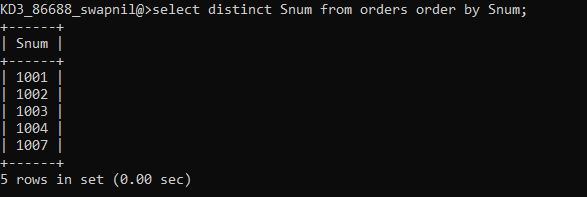 KD3_86688_swapnil@>select distinct Snum from orders order by Snum;
+------+
| Snum |
+------+
| 1001 |
| 1002 |
| 1003 |
| 1004 |
| 1007 |
+------+
5 rows in set (0.00 sec)